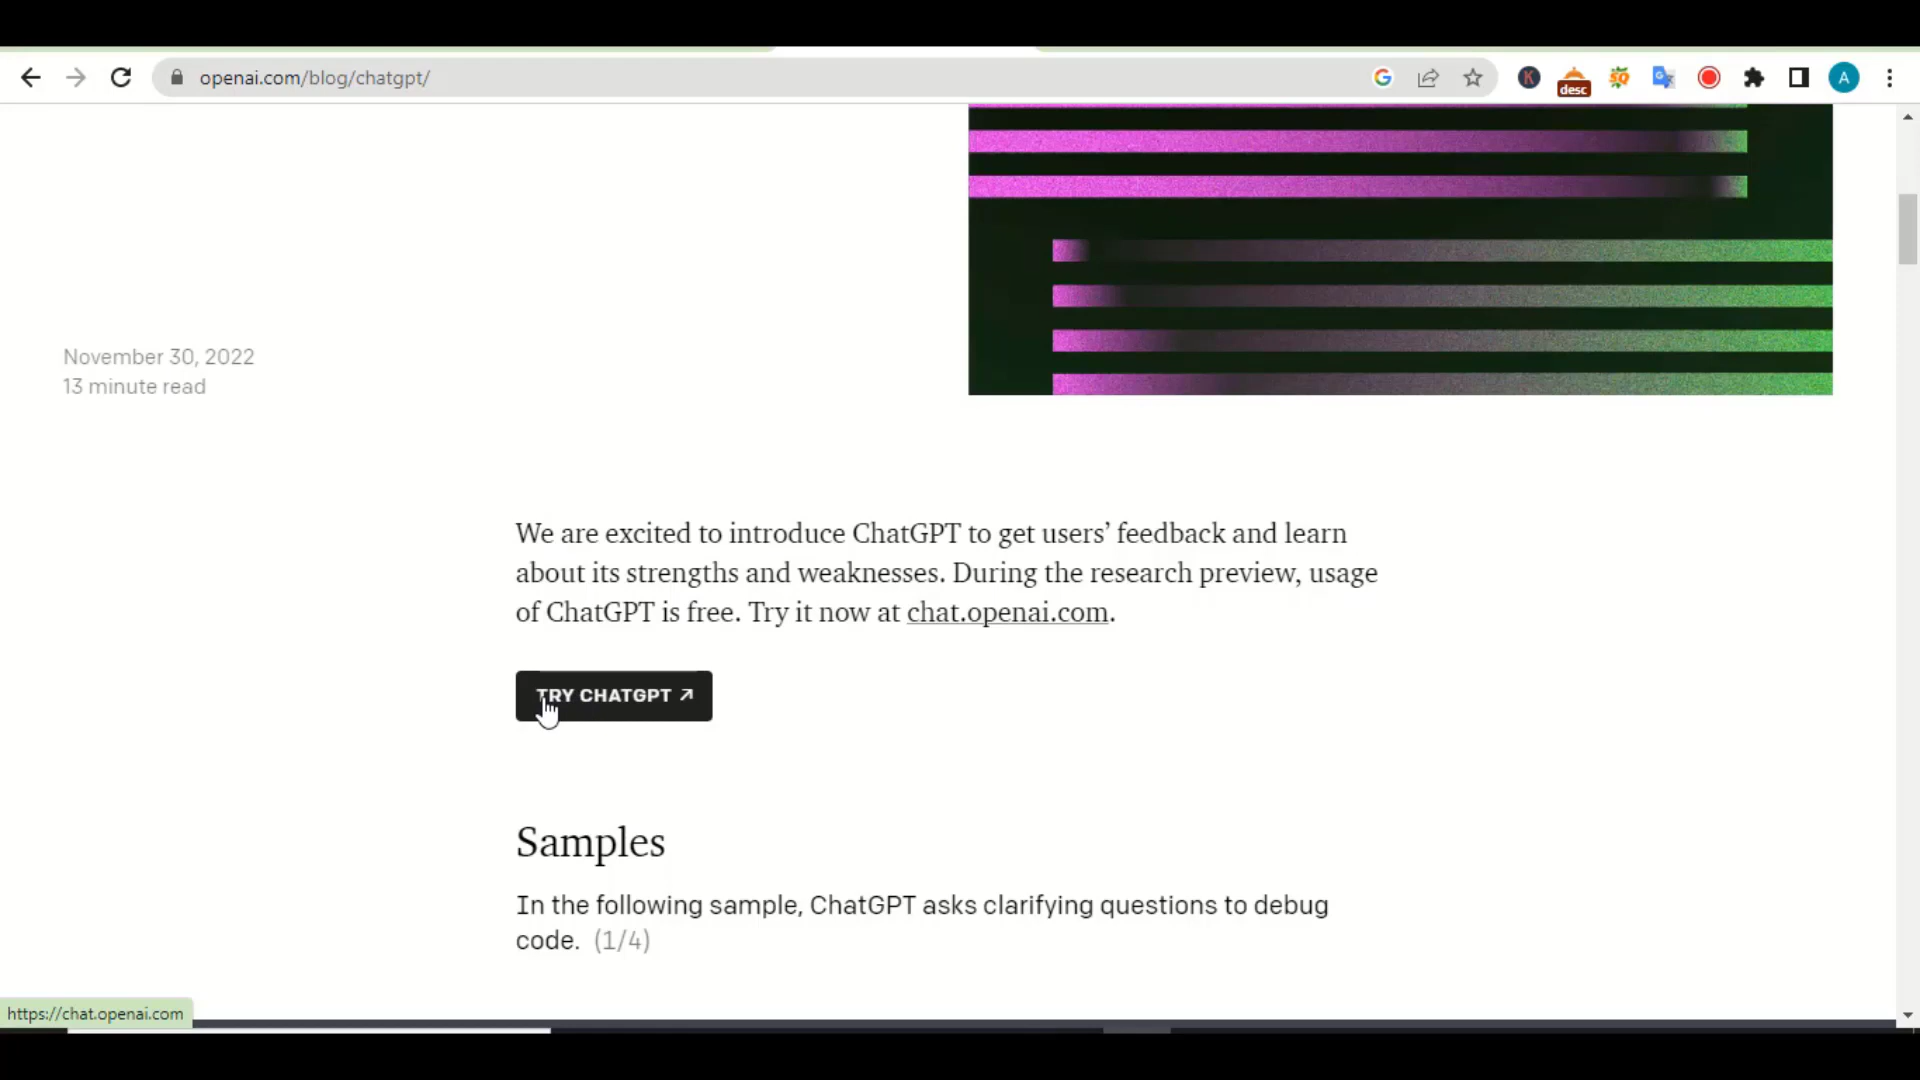 openai.com/blog/chatgpt/
desc
A
November 30, 2022
13 minute read
We are excited to introduce ChatGPT to get users’ feedback and learn
about its strengths and weaknesses. During the research preview, usage
of ChatGPT is free. Try it now at chat.openai.com.
TRY CHATGPT ↗
Samples
In the following sample, ChatGPT asks clarifying questions to debug
code. (1/4)
https://chat.openai.com